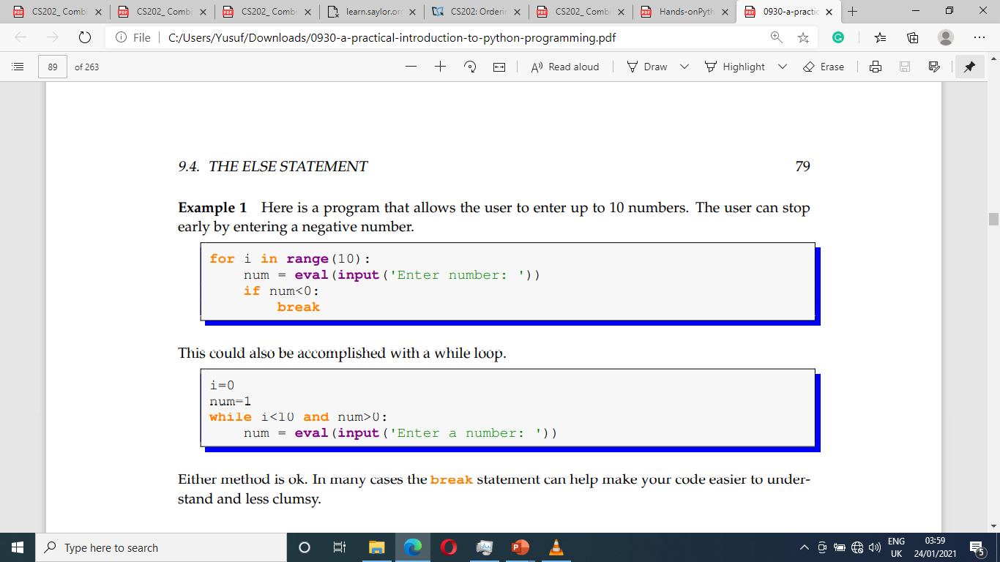 CS202_ Combi
CS202_ Combi
CS202_ Combi
learn.saylor.or
CS202: Orderi
CS202_ Combi
Hands-onPyth
0930-a-practic
File
C:/Users/Yusuf/Downloads/0930-a-practical-introduction-to-python-programming.pdf
89 of 263
Read aloud
Draw
Highlight
Erase
9.4. THE ELSE STATEMENT 79
Example 1 Here is a program that allows the user to enter up to 10 numbers. The user can stop
early by entering a negative number.
for i in range(10):
    num = eval(input('Enter number: '))
    if num<0:
        break
This could also be accomplished with a while loop.
i=0
num=1
while i<10 and num>0:
    num = eval(input('Enter a number: '))
Either method is ok. In many cases the break statement can help make your code easier to under-
stand and less clumsy.
Type here to search
ENG
UK
03:59
24/01/2021
5